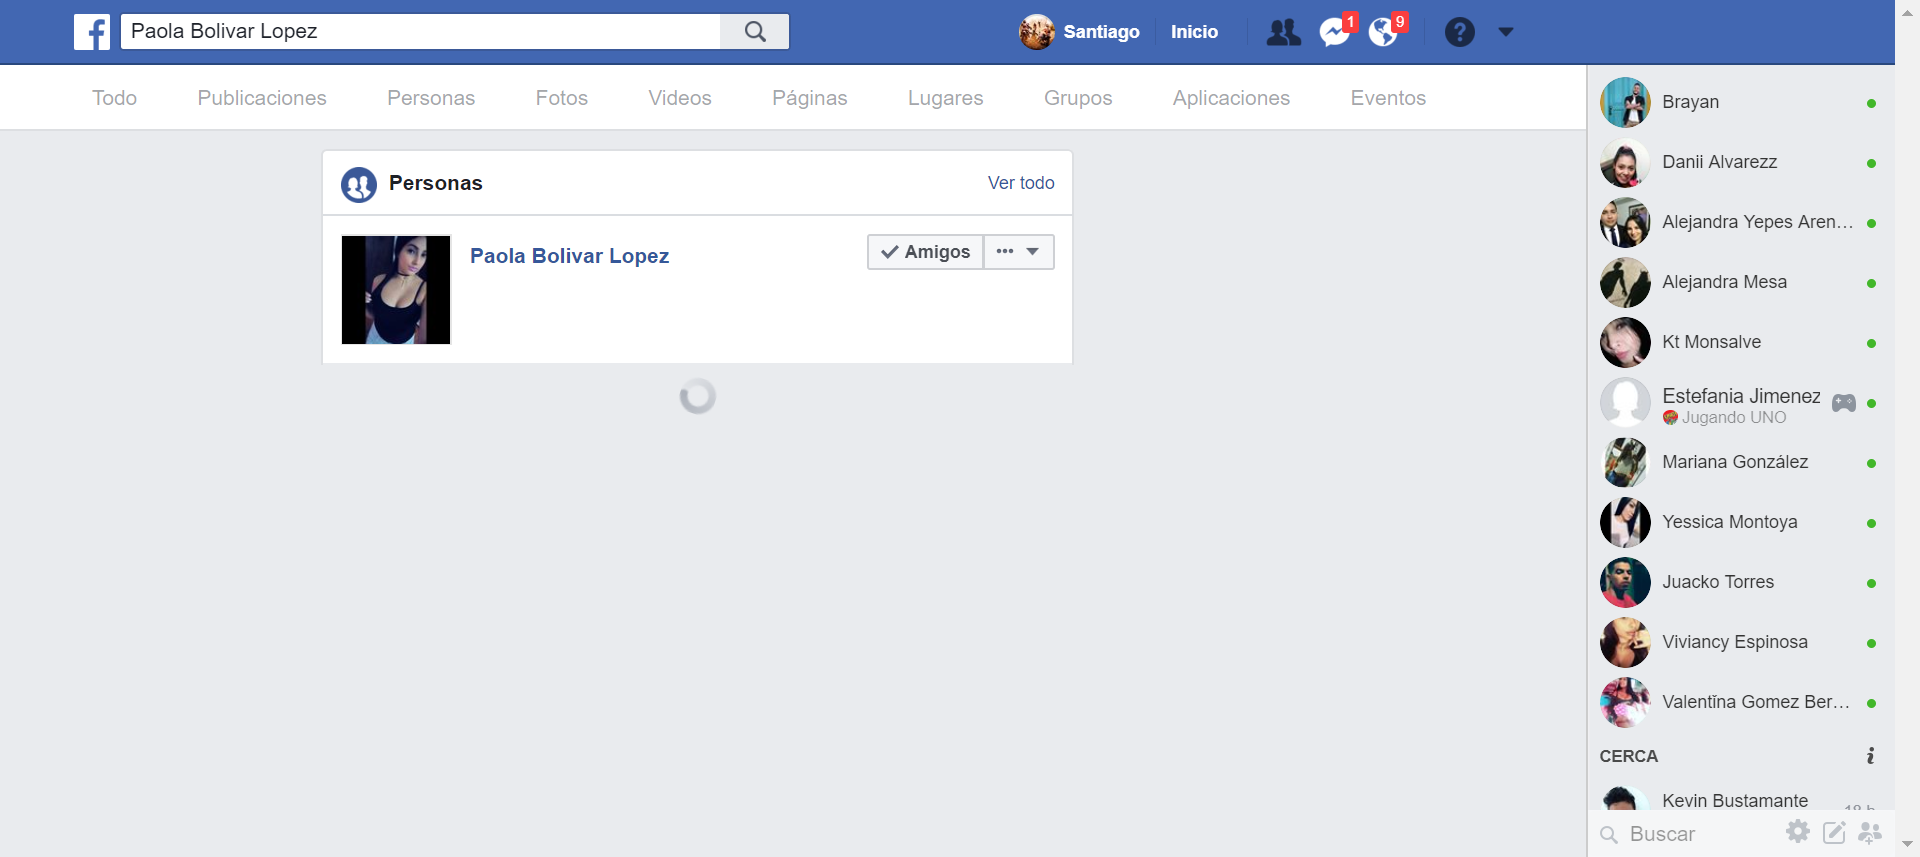 Paola Bolivar Lopez
Santiago
Inicio
1
9
?
Todo
Publicaciones
Personas
Fotos
Videos
Páginas
Lugares
Grupos
Aplicaciones
Eventos
Personas
Ver todo
Paola Bolivar Lopez
Amigos
Brayan
Danii Alvarezz
Alejandra Yepes Aren...
Alejandra Mesa
Kt Monsalve
Estefania Jimenez
Jugando UNO
Mariana González
Yessica Montoya
Juacko Torres
Viviancy Espinosa
Valentĭna Gomez Ber...
CERCA
i
Kevin Bustamante
Buscar